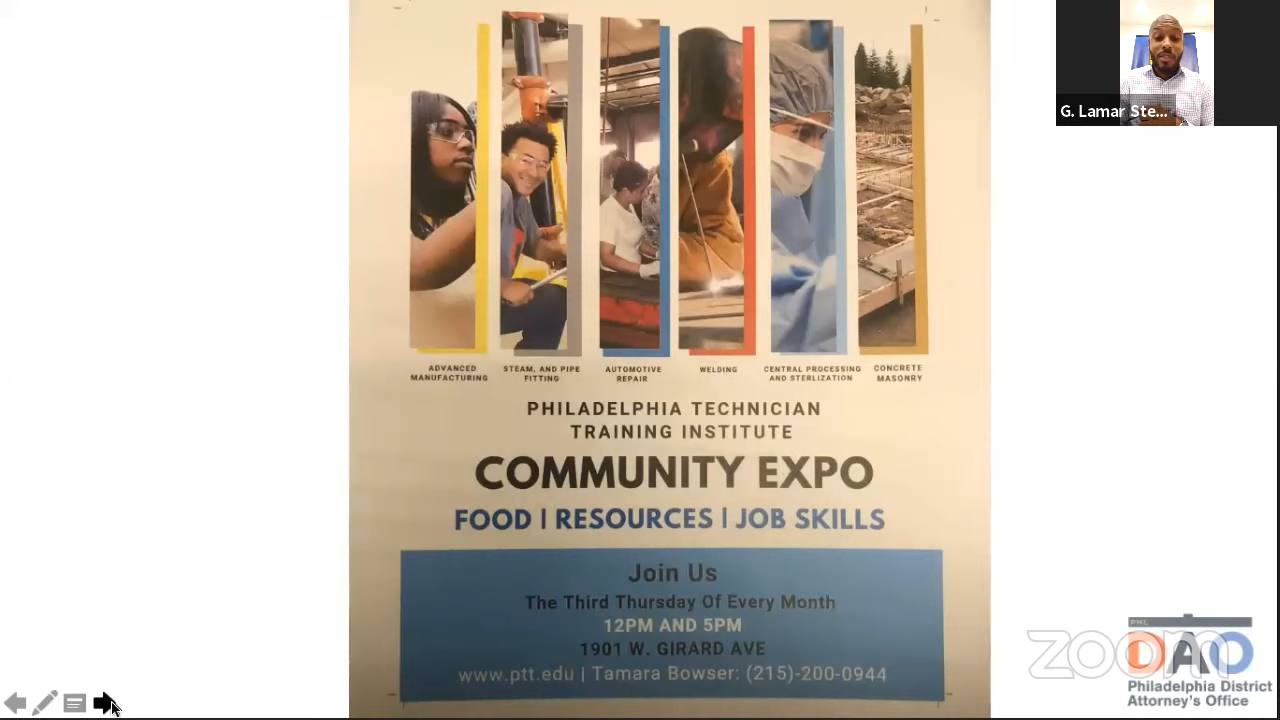 G. Lamar Ste...
ADVANCED
MANUFACTURING
STEAM, AND PIPE
FITTING
AUTOMOTIVE
REPAIR
WELDING
CENTRAL PROCESSING
AND STERLIZATION
CONCRETE
MASONRY
PHILADELPHIA TECHNICIAN
TRAINING INSTITUTE
COMMUNITY EXPO
FOOD | RESOURCES | JOB SKILLS
Join Us
The Third Thursday Of Every Month
12PM AND 5PM
1901 W. GIRARD AVE
www.ptt.edu | Tamara Bowser: (215)-200-0944
zoom
PHL
DAO
Philadelphia District
Attorney's Office